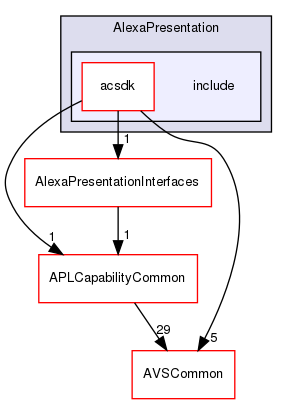 AlexaPresentation
acsdk
include
1
AlexaPresentationInterfaces
1
1
APLCapabilityCommon
29
5
AVSCommon